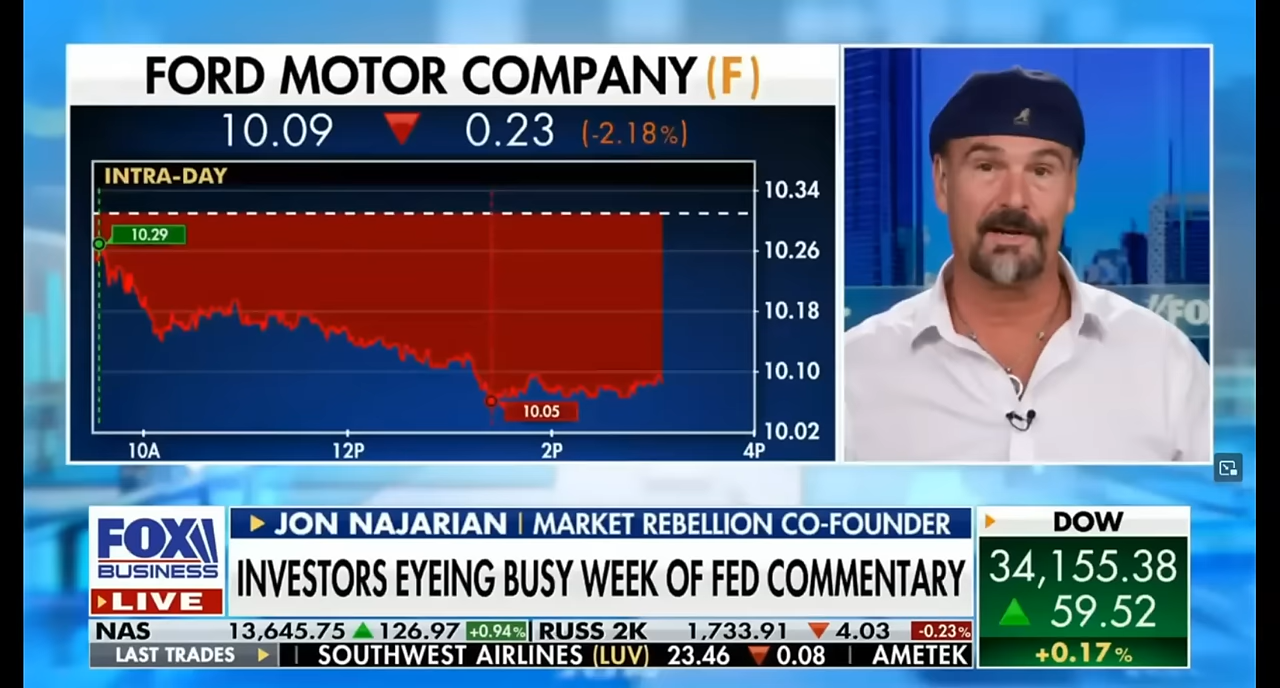 FORD MOTOR COMPANY (F)
10.09 ▼ 0.23 (-2.18%)
INTRA-DAY
10.34
10.29
10.26
10.18
10.10
10.05
10.02
10A 12P 2P 4P
FO
FOX
BUSINESS
LIVE
JON NAJARIAN | MARKET REBELLION CO-FOUNDER
INVESTORS EYEING BUSY WEEK OF FED COMMENTARY
DOW
34,155.38
▲ 59.52
+0.17%
NAS 13,645.75 ▲ 126.97 +0.94% | RUSS 2K 1,733.91 ▼ 4.03 -0.23%
LAST TRADES | SOUTHWEST AIRLINES (LUV) 23.46 ▼ 0.08 | AMETEK